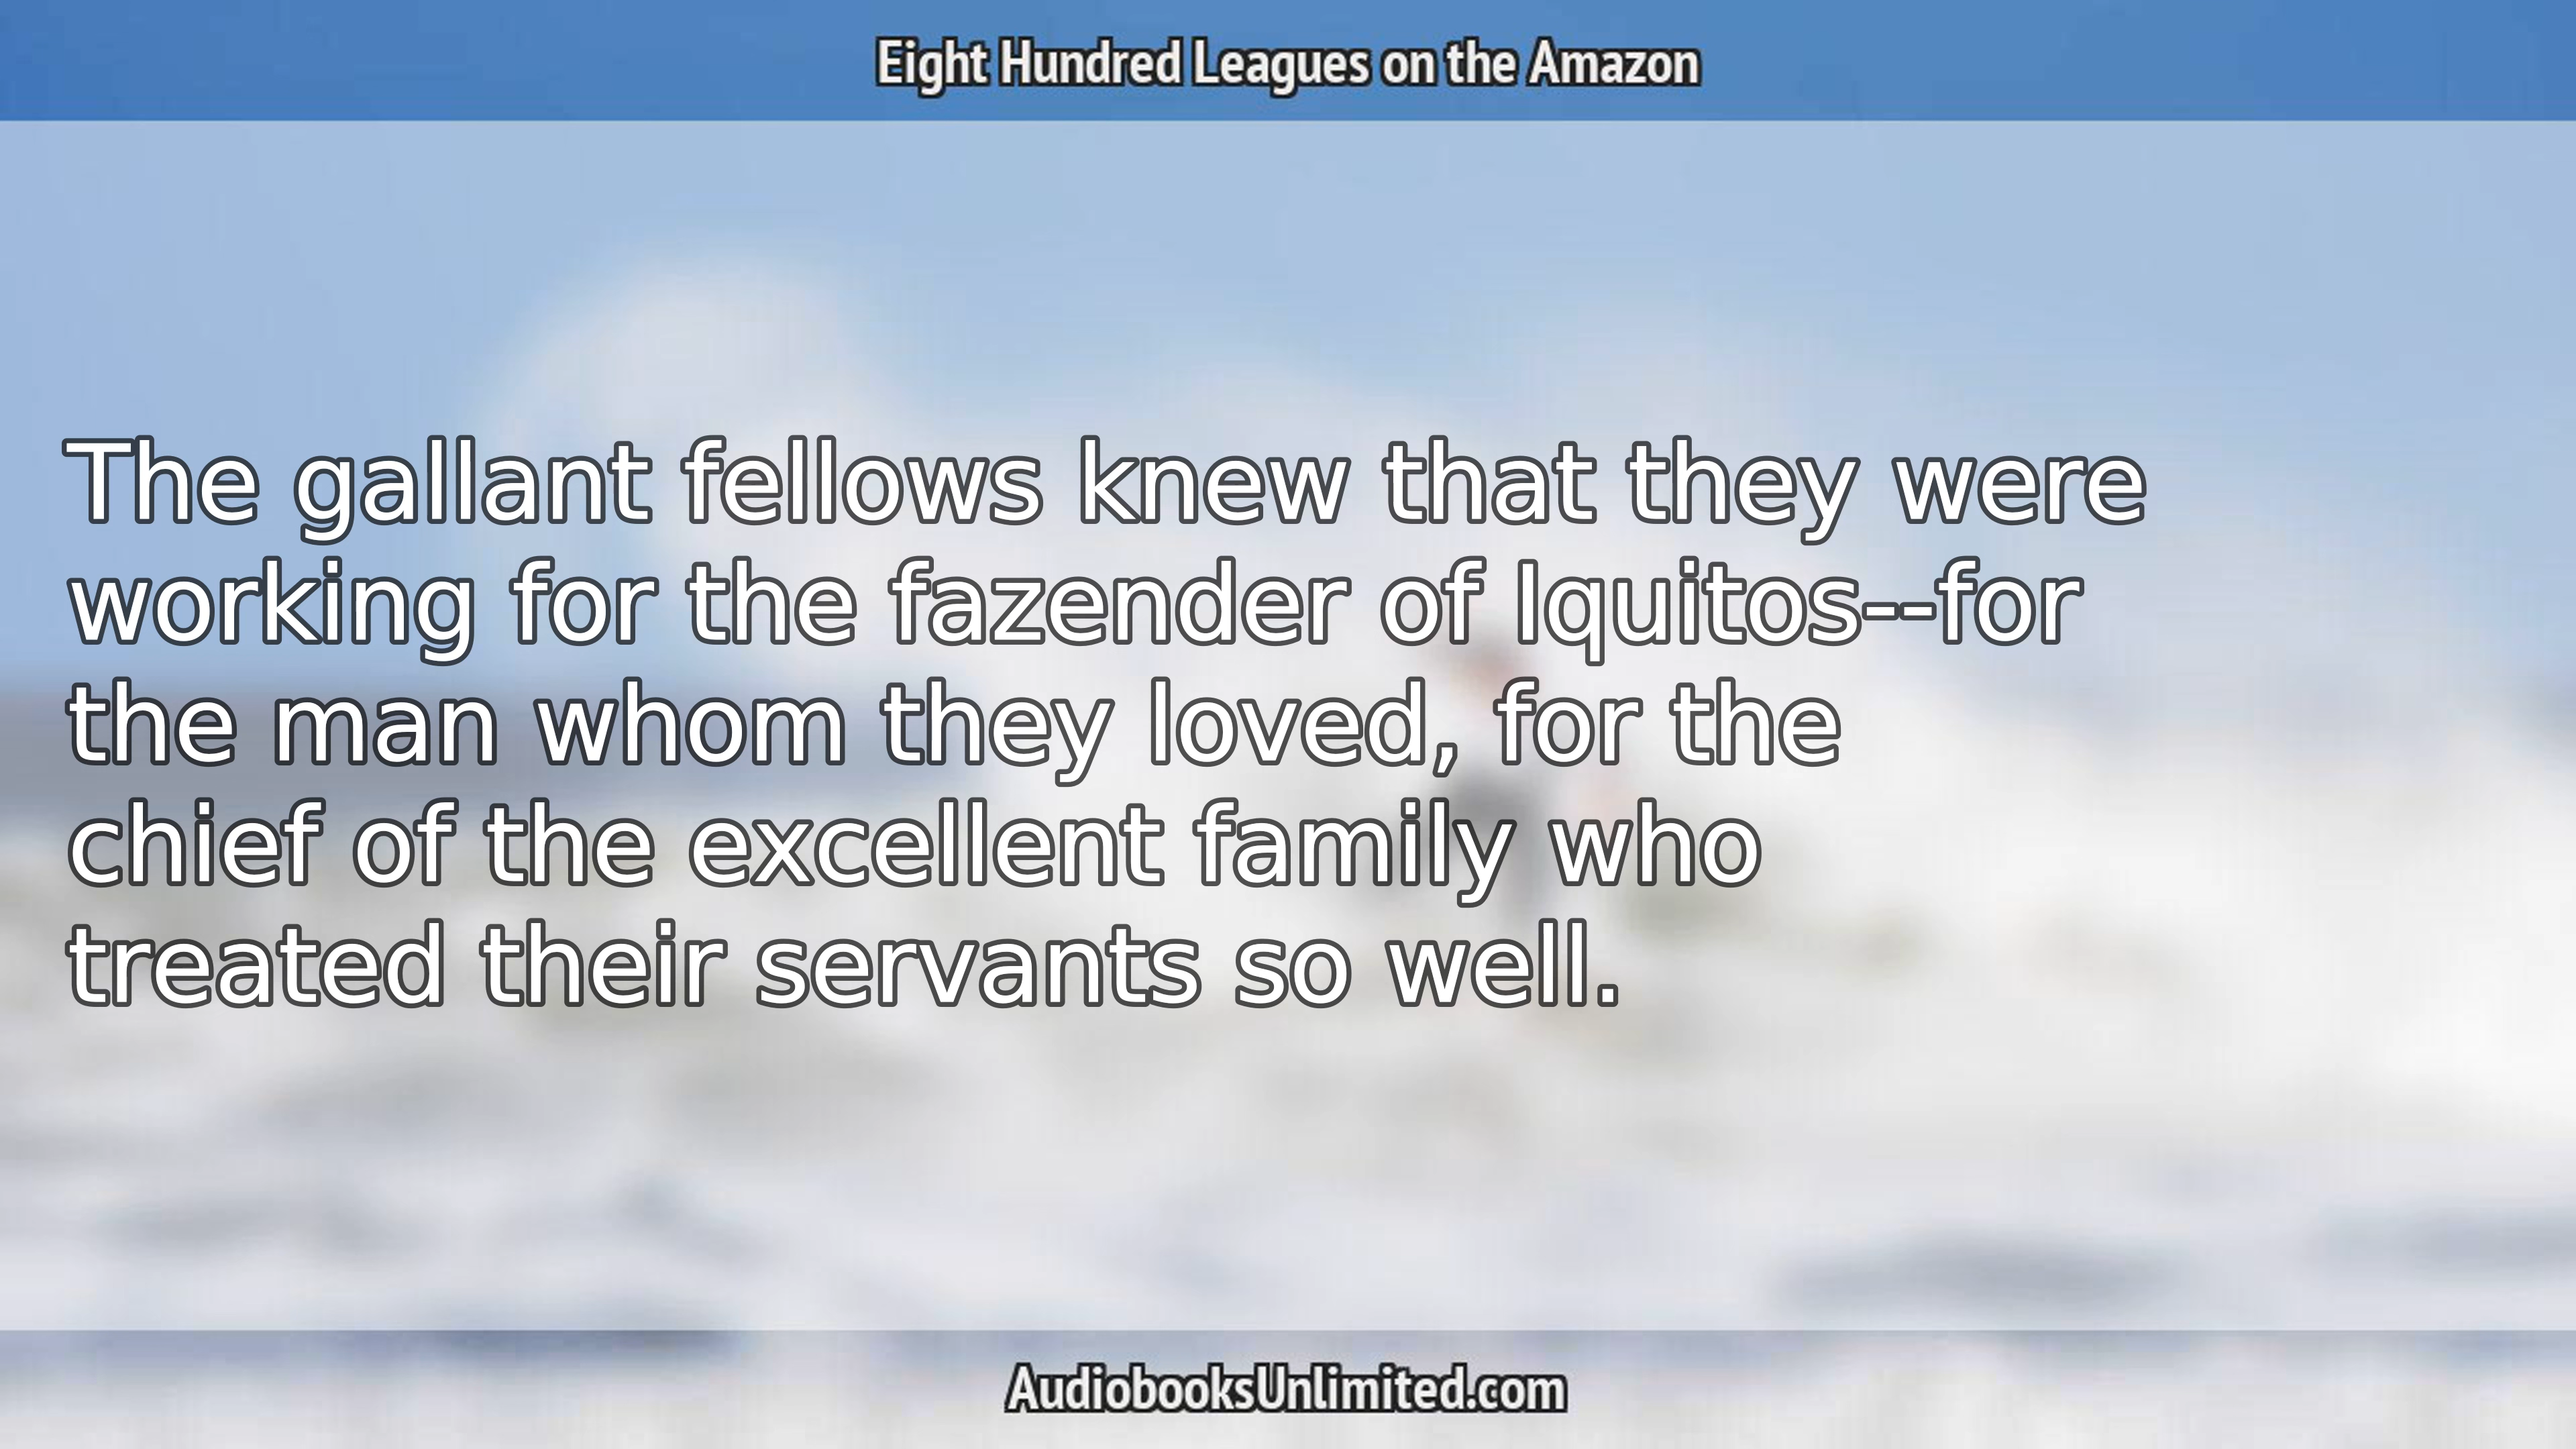 Eight Hundred Leagues on the Amazon
The gallant fellows knew that they were
working for the fazender of Iquitos--for
the man whom they loved, for the
chief of the excellent family who
treated their servants so well.
AudiobooksUnlimited.com